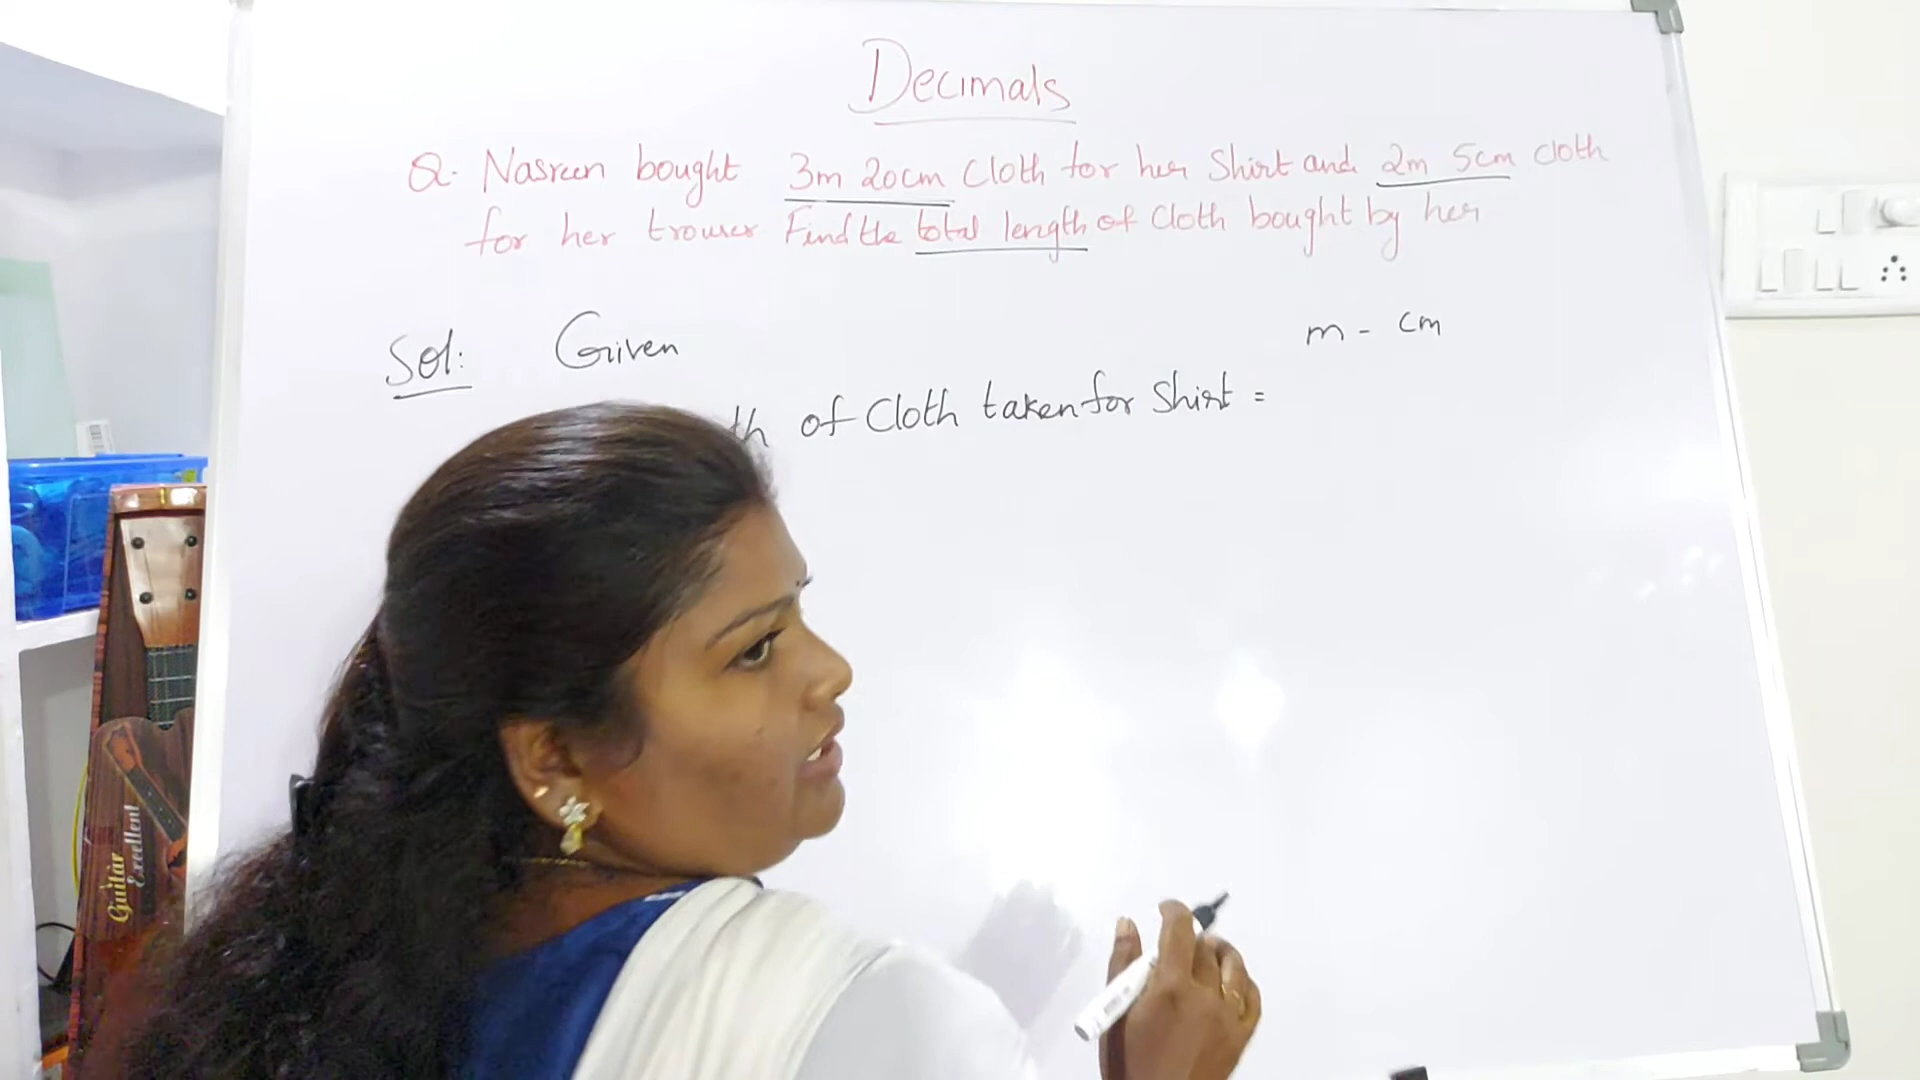 Decimals
Q. Nasreen bought 3m 20cm Cloth for her Shirt and 2m 5cm cloth
for her trouser Find the total length of Cloth bought by her
Sol: Given
m - cm
th of Cloth taken for Shirt =
Guitar
Excellent